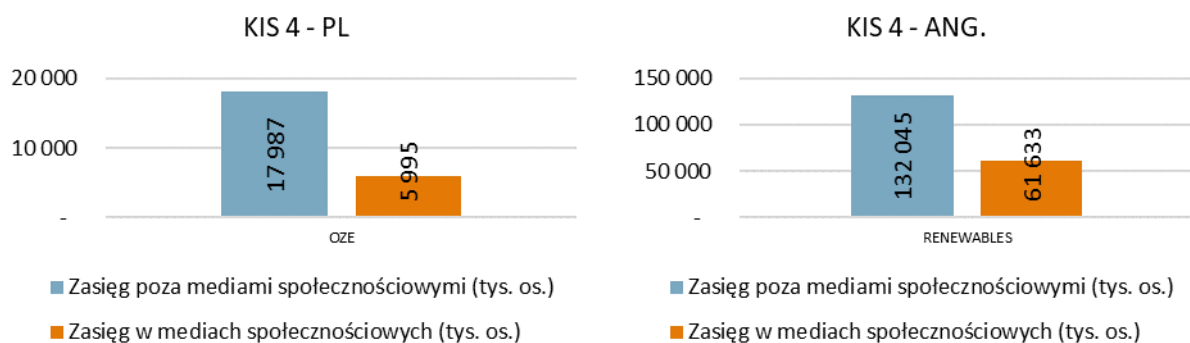 KIS 4 - PL
20 000
10 000
-
17 987
5 995
OZE
Zasięg poza mediami społecznościowymi (tys. os.)
Zasięg w mediach społecznościowych (tys. os.)
KIS 4 - ANG.
150 000
100 000
50 000
-
132 045
61 633
RENEWABLES
Zasięg poza mediami społecznościowymi (tys. os.)
Zasięg w mediach społecznościowych (tys. os.)